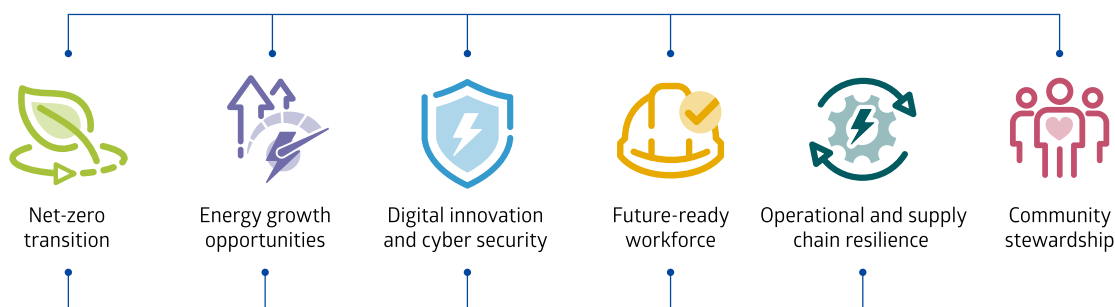 Net-zero
transition
Energy growth
opportunities
Digital innovation
and cyber security
Future-ready
workforce
Operational and supply
chain resilience
Community
stewardship